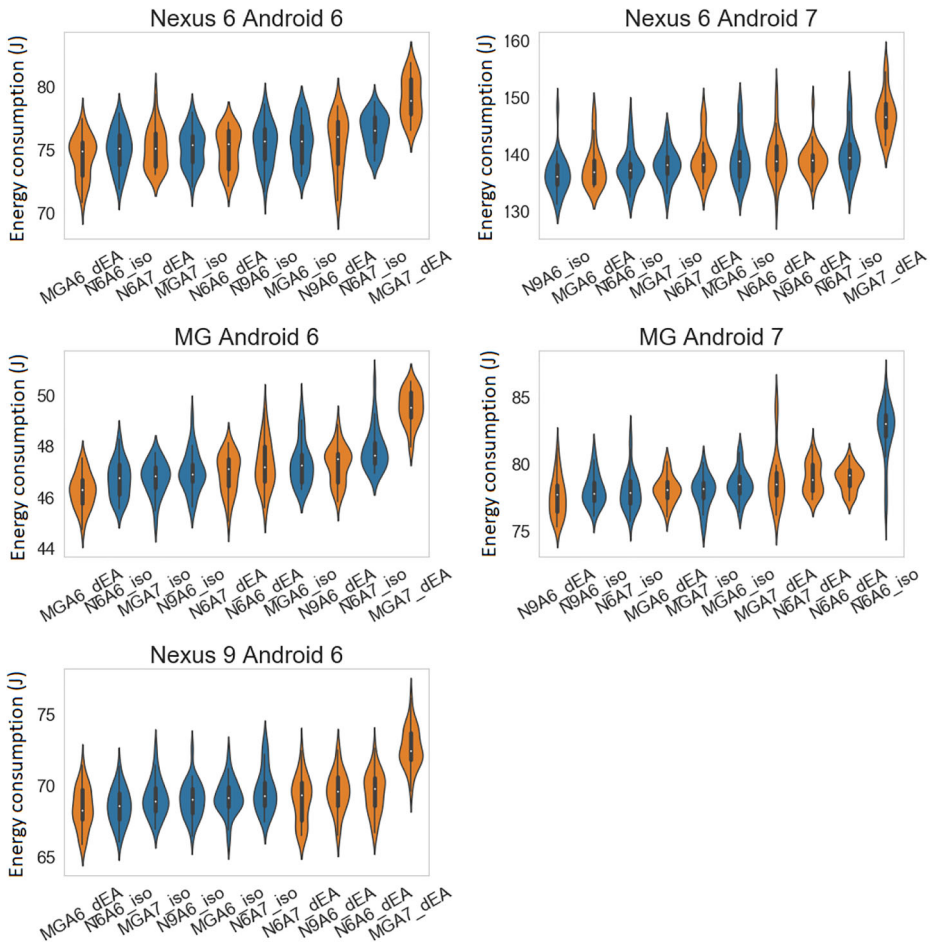 Nexus 6 Android 6
Energy consumption (J)
80
75
70
MGA6_dEA
N6A6_iso
N6A7_dEA
MGA7_iso
N6A6_dEA
N9A6_iso
MGA6_iso
N9A6_dEA
N6A7_iso
MGA7_dEA
Nexus 6 Android 7
Energy consumption (J)
160
150
140
130
N9A6_iso
MGA6_dEA
N6A6_iso
MGA7_iso
N6A7_dEA
MGA6_iso
N6A6_dEA
N9A6_dEA
N6A7_iso
MGA7_dEA
MG Android 6
Energy consumption (J)
50
48
46
44
MGA6_dEA
N6A6_iso
MGA7_iso
N9A6_iso
N6A7_dEA
N6A6_dEA
MGA6_iso
N9A6_dEA
N6A7_iso
MGA7_dEA
MG Android 7
Energy consumption (J)
85
80
75
N9A6_dEA
N9A6_iso
N6A7_iso
MGA6_dEA
MGA7_iso
MGA6_iso
MGA7_dEA
N6A7_dEA
N6A6_dEA
N6A6_iso
Nexus 9 Android 6
Energy consumption (J)
75
70
65
MGA6_dEA
N6A6_iso
MGA7_iso
N9A6_iso
MGA6_iso
N6A7_iso
N6A7_dEA
N9A6_dEA
N6A6_dEA
MGA7_dEA